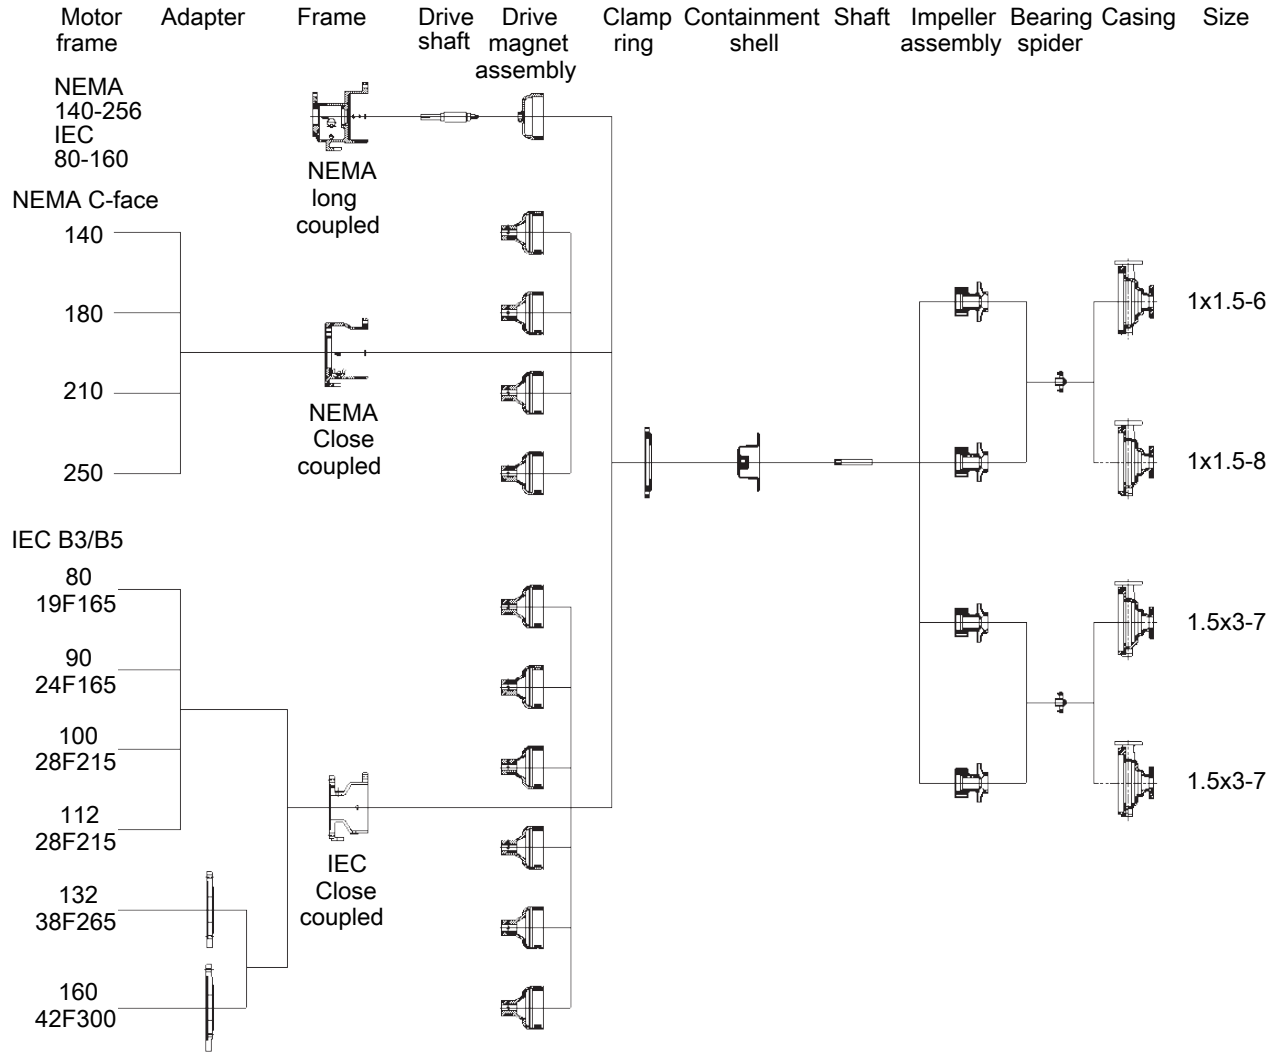 Motor frame
Adapter
Frame
Drive shaft
Drive magnet assembly
Clamp ring
Containment shell
Shaft
Impeller assembly
Bearing spider
Casing
Size
NEMA
140-256
IEC
80-160
NEMA
long
coupled
NEMA C-face
140
180
210
250
NEMA
Close
coupled
1x1.5-6
1x1.5-8
IEC B3/B5
80
19F165
90
24F165
100
28F215
112
28F215
132
38F265
160
42F300
IEC
Close
coupled
1.5x3-7
1.5x3-7